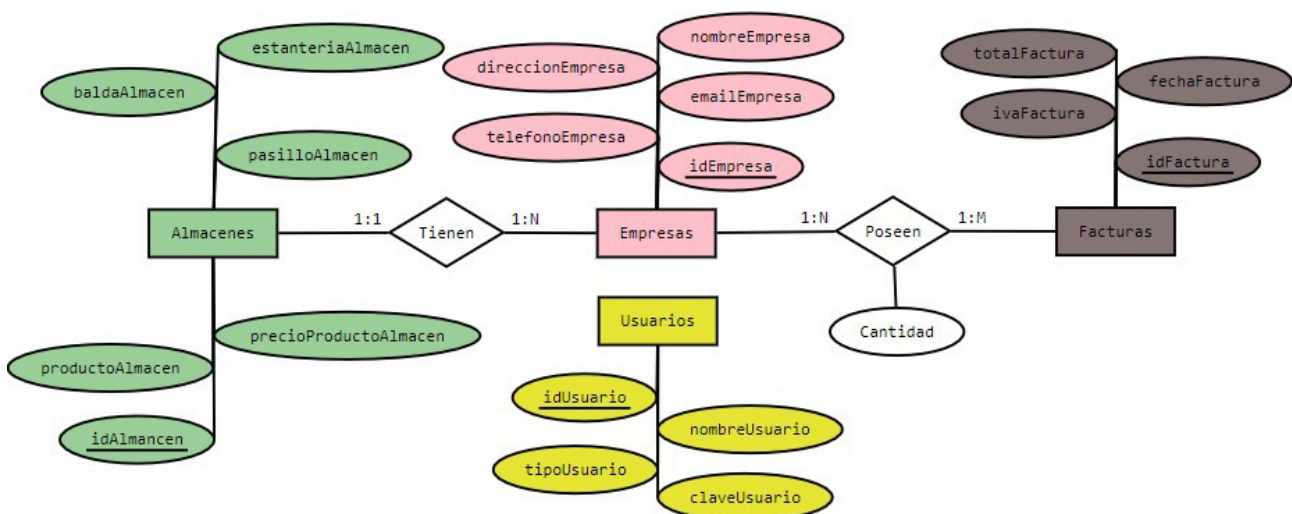 estanteriaAlmacen
baldaAlmacen
pasilloAlmacen
Almacenes
precioProductoAlmacen
productoAlmacen
idAlmancen
1:1
Tienen
1:N
nombreEmpresa
direccionEmpresa
emailEmpresa
telefonoEmpresa
idEmpresa
Empresas
1:N
Poseen
1:M
Cantidad
totalFactura
fechaFactura
ivaFactura
idFactura
Facturas
Usuarios
idUsuario
nombreUsuario
tipoUsuario
claveUsuario